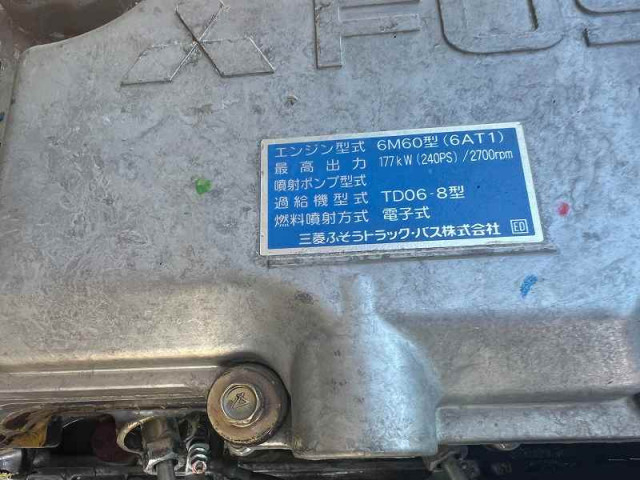 FUS
エンジン型式 6M60型(6AT1)
最高出力 177kW(240PS)/2700rpm
噴射ポンプ型式
過給機型式 TD06-8型
燃料噴射方式 電子式
三菱ふそうトラック・バス株式会社 ED